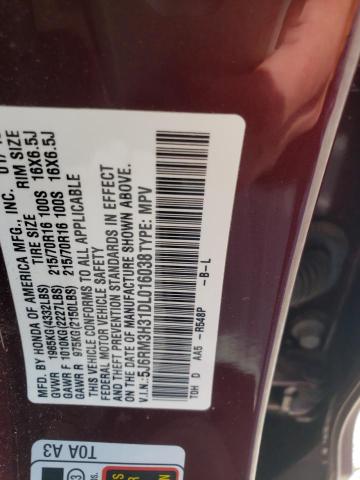 MFD. BY HONDA OF AMERICA MFG., INC.
TIRE SIZE RIM SIZE
GVWR 1965KG(4332LBS)
GAWR F 1010KG(2227LBS) 215/70R16 100S 16X6.5J
GAWR R 975KG(2150LBS) 215/70R16 100S 16X6.5J
THIS VEHICLE CONFORMS TO ALL APPLICABLE
FEDERAL MOTOR VEHICLE SAFETY
AND THEFT PREVENTION STANDARDS IN EFFECT
ON THE DATE OF MANUFACTURE SHOWN ABOVE.
V.I.N.: 5J6RM3H31DL016038 TYPE: MPV
TDH D AA5 - R548P -B-L
T0A A3